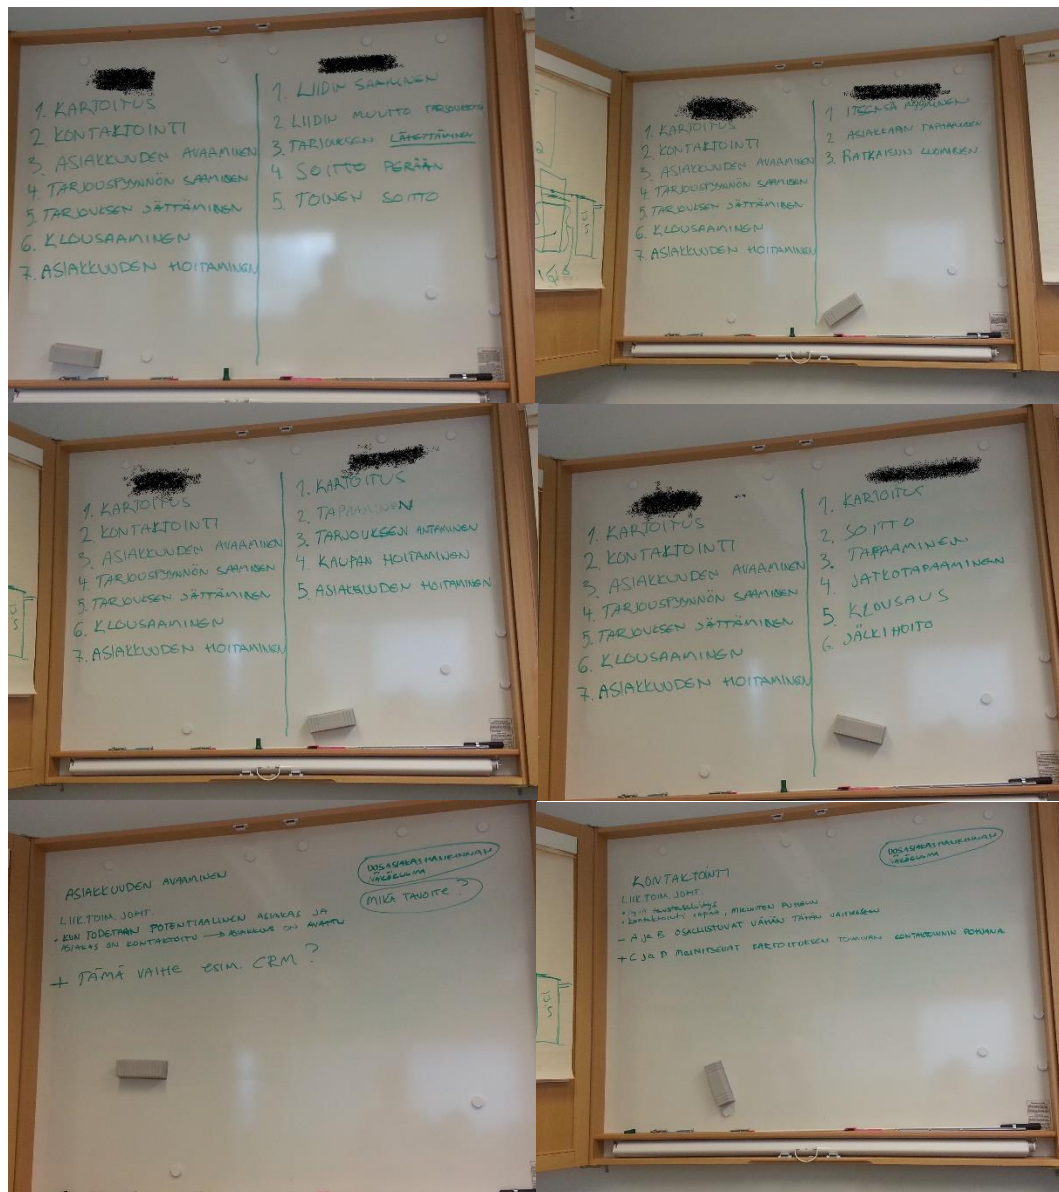 1. KARTOITUS
2. KONTAKTOINTI
3. ASIAKKUUDEN AVAAMINEN
4. TARJOUSPYYNNÖN SAAMINEN
5. TARJOUKSEN JÄTTÄMINEN
6. KLOUSAAMINEN
7. ASIAKKUUDEN HOITAMINEN
1. LIIDIN SAAMINEN
2. LIIDIN MUUTTO
3. TARJOUKSEN LÄHETTÄMINEN
4. SOITTO PERÄÄN
5. TOINEN SOITTO
1. KARTOITUS
2. KONTAKTOINTI
3. ASIAKKUUDEN AVAAMINEN
4. TARJOUSPYYNNÖN SAAMINEN
5. TARJOUKSEN JÄTTÄMINEN
6. KLOUSAAMINEN
7. ASIAKKUUDEN HOITAMINEN
1 ITSENSÄ MYYMINEN
2 ASIAKKAAN TAPAAMINEN
3. RATKAISUN LUOMINEN
1. KARTOITUS
2. KONTAKTOINTI
3. ASIAKKUUDEN AVAAMINEN
4. TARJOUSPYYNNÖN SAAMINEN
5. TARJOUKSEN JÄTTÄMINEN
6. KLOUSAAMINEN
7. ASIAKKUUDEN HOITAMINEN
1. KARTOITUS
2. TAPAAMINEN
3. TARJOUKSEN ANTAMINEN
4. KAUPAN HOITAMINEN
5. ASIAKKUUDEN HOITAMINEN
1. KARTOITUS
2. KONTAKTOINTI
3. ASIAKKUUDEN AVAAMINEN
4. TARJOUSPYYNNÖN SAAMINEN
5. TARJOUKSEN JÄTTÄMINEN
6. KLOUSAAMINEN
7. ASIAKKUUDEN HOITAMINEN
1. KARTOITUS
2. SOITTO
3. TAPAAMINEN
4. JATKOTAPAAMINEN
5. KLOUSAUS
6. JÄLKIHOITO
UUSASIAKASHANKINNAN
NÄKÖKULMA
MIKÄ TAVOITE?
ASIAKKUUDEN AVAAMINEN
LIIKETOIM. JOHT.
• KUN TODETAAN POTENTIAALINEN ASIAKAS JA
ASIAKAS ON KONTAKTOITU → ASIAKKUUS ON AVATTU
+ TÄMÄ VAIHE esim. CRM?
UUSASIAKASHANKINNAN
NÄKÖKULMA
KONTAKTOINTI
LIIKETOIM. JOHT.
• kontaktointi , MIELUITEN PUHELIN
- A ja B OSALLISTUVAT VÄHÄN TÄHÄN VAIHEESEEN
+ C ja D MAINITSEVAT KARTOITUKSEN TOIMIVAN KONTAKTOINNIN POHJANA